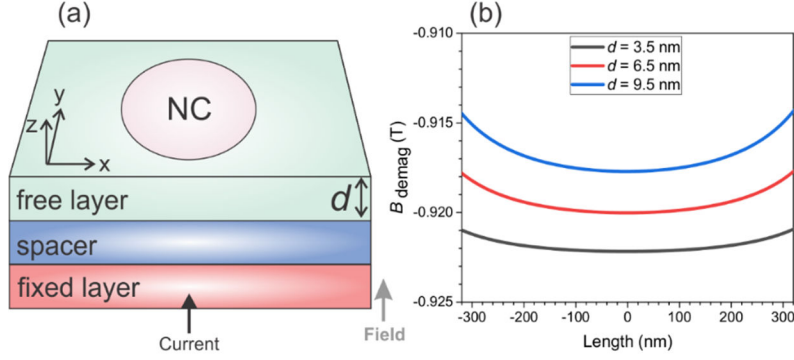 (a)
NC
y
z
x
free layer
d
spacer
fixed layer
Current
Field
(b)
d = 3.5 nm
d = 6.5 nm
d = 9.5 nm
-0.910
-0.915
-0.920
-0.925
B demag (T)
-300 -200 -100 0 100 200 300
Length (nm)